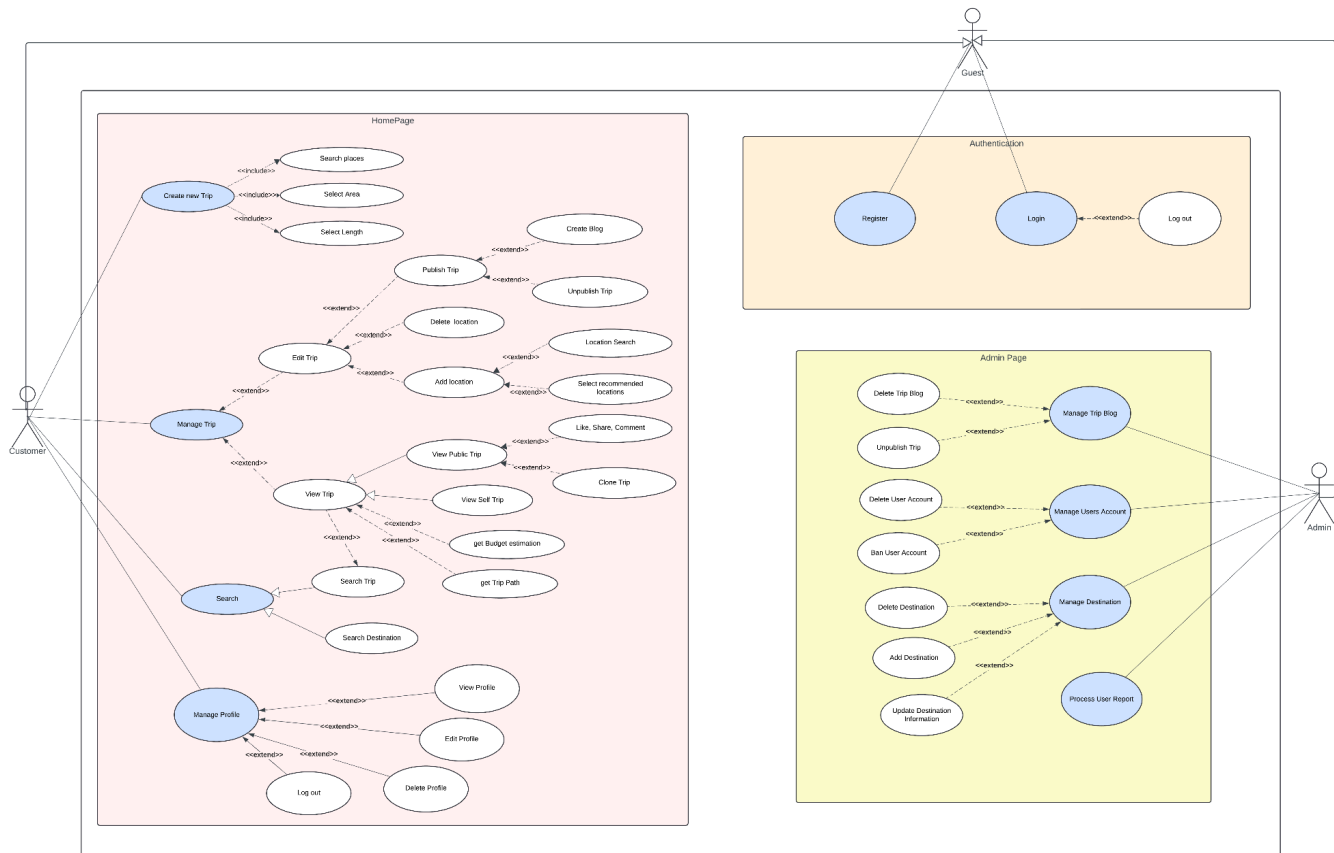 Guest
HomePage
Authentication
Search places
<<include>>
Create new Trip
<<include>>
Select Area
<<include>>
Select Length
Register
Login
<<extend>>
Log out
Create Blog
<<extend>>
Publish Trip
<<extend>>
Unpublish Trip
<<extend>>
Delete location
<<extend>>
Edit Trip
Location Search
<<extend>>
<<extend>>
Add location
<<extend>>
Select recommended
locations
<<extend>>
Manage Trip
Customer
Like, Share, Comment
<<extend>>
View Public Trip
<<extend>>
<<extend>>
Clone Trip
View Trip
View Self Trip
<<extend>>
<<extend>>
<<extend>>
get Budget estimation
Search Trip
get Trip Path
Search
Search Destination
View Profile
<<extend>>
Manage Profile
<<extend>>
Edit Profile
<<extend>>
<<extend>>
Log out
Delete Profile
Admin Page
Delete Trip Blog
<<extend>>
Manage Trip Blog
<<extend>>
Unpublish Trip
Delete User Account
<<extend>>
Manage Users Account
<<extend>>
Ban User Account
Admin
Delete Destination
<<extend>>
Manage Destination
<<extend>>
Add Destination
<<extend>>
Update Destination
Information
Process User Report